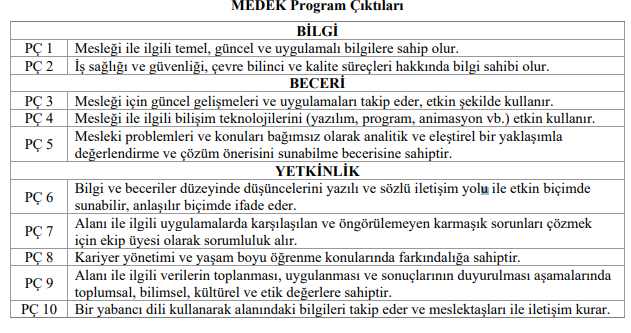 MEDEK Program Çıktıları
BİLGİ
PÇ 1 Mesleği ile ilgili temel, güncel ve uygulamalı bilgilere sahip olur.
PÇ 2 İş sağlığı ve güvenliği, çevre bilinci ve kalite süreçleri hakkında bilgi sahibi olur.
BECERİ
PÇ 3 Mesleği için güncel gelişmeleri ve uygulamaları takip eder, etkin şekilde kullanır.
PÇ 4 Mesleği ile ilgili bilişim teknolojilerini (yazılım, program, animasyon vb.) etkin kullanır.
PÇ 5 Mesleki problemleri ve konuları bağımsız olarak analitik ve eleştirel bir yaklaşımla
değerlendirme ve çözüm önerisini sunabilme becerisine sahiptir.
YETKİNLİK
PÇ 6 Bilgi ve beceriler düzeyinde düşüncelerini yazılı ve sözlü iletişim yolu ile etkin biçimde
sunabilir, anlaşılır biçimde ifade eder.
PÇ 7 Alanı ile ilgili uygulamalarda karşılaşılan ve öngörülemeyen karmaşık sorunları çözmek
için ekip üyesi olarak sorumluluk alır.
PÇ 8 Kariyer yönetimi ve yaşam boyu öğrenme konularında farkındalığa sahiptir.
PÇ 9 Alanı ile ilgili verilerin toplanması, uygulanması ve sonuçlarının duyurulması aşamalarında
toplumsal, bilimsel, kültürel ve etik değerlere sahiptir.
PÇ 10 Bir yabancı dili kullanarak alanındaki bilgileri takip eder ve meslektaşları ile iletişim kurar.